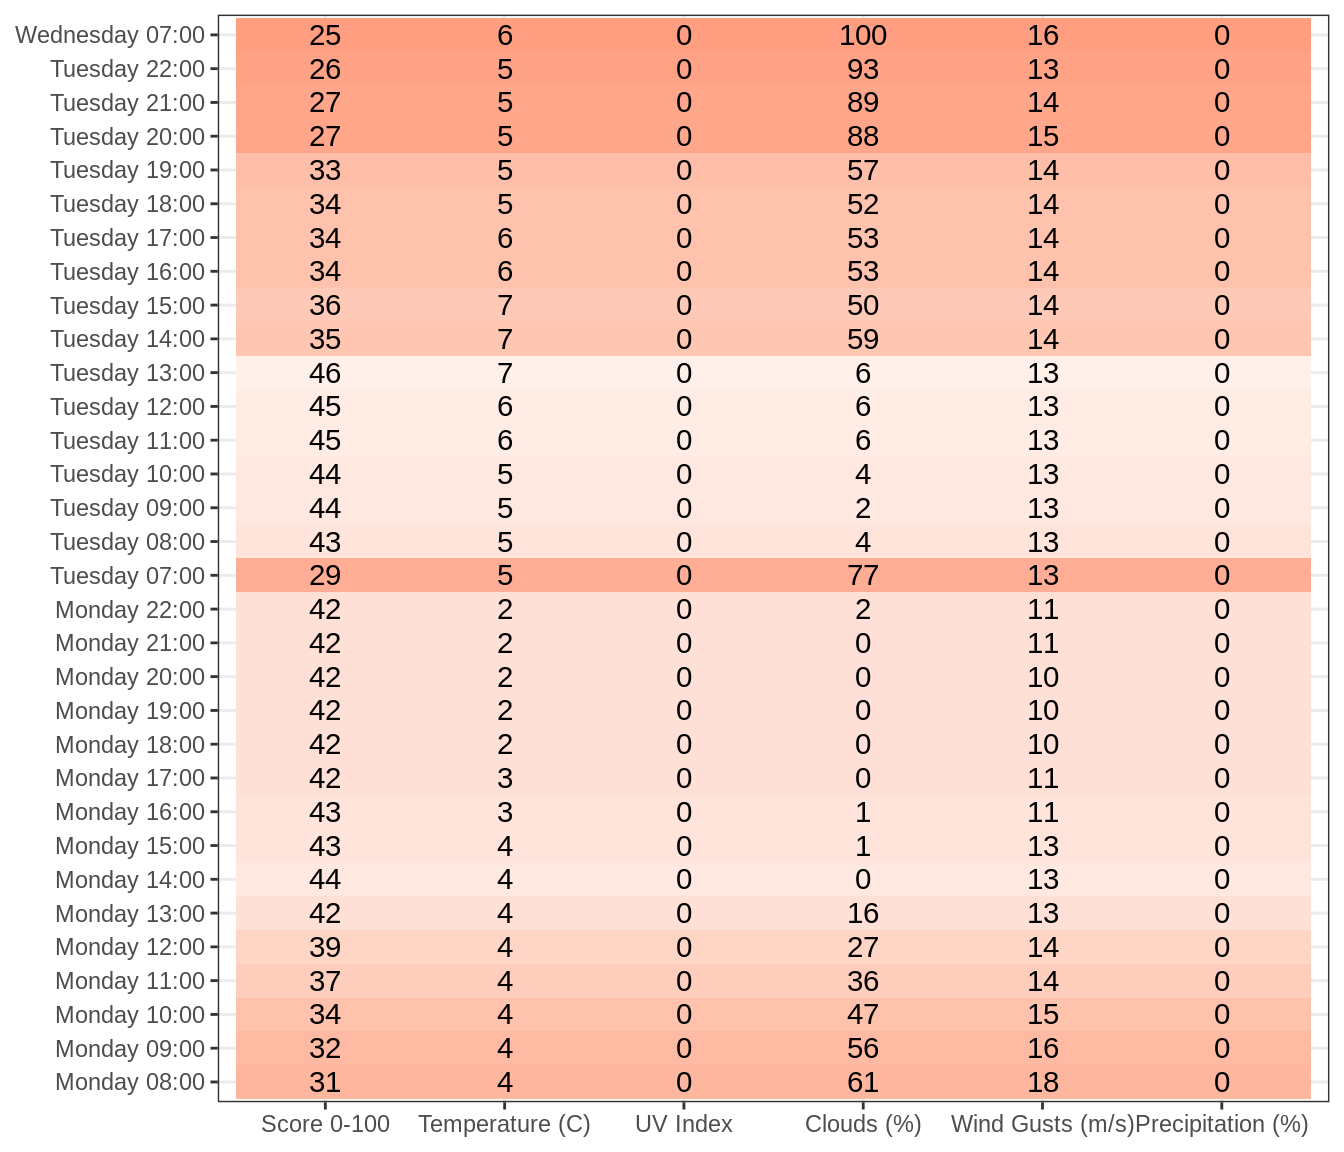 Wednesday 07:00 25 6 0 100 16 0
Tuesday 22:00 26 5 0 93 13 0
Tuesday 21:00 27 5 0 89 14 0
Tuesday 20:00 27 5 0 88 15 0
Tuesday 19:00 33 5 0 57 14 0
Tuesday 18:00 34 5 0 52 14 0
Tuesday 17:00 34 6 0 53 14 0
Tuesday 16:00 34 6 0 53 14 0
Tuesday 15:00 36 7 0 50 14 0
Tuesday 14:00 35 7 0 59 14 0
Tuesday 13:00 46 7 0 6 13 0
Tuesday 12:00 45 6 0 6 13 0
Tuesday 11:00 45 6 0 6 13 0
Tuesday 10:00 44 5 0 4 13 0
Tuesday 09:00 44 5 0 2 13 0
Tuesday 08:00 43 5 0 4 13 0
Tuesday 07:00 29 5 0 77 13 0
Monday 22:00 42 2 0 2 11 0
Monday 21:00 42 2 0 0 11 0
Monday 20:00 42 2 0 0 10 0
Monday 19:00 42 2 0 0 10 0
Monday 18:00 42 2 0 0 10 0
Monday 17:00 42 3 0 0 11 0
Monday 16:00 43 3 0 1 11 0
Monday 15:00 43 4 0 1 13 0
Monday 14:00 44 4 0 0 13 0
Monday 13:00 42 4 0 16 13 0
Monday 12:00 39 4 0 27 14 0
Monday 11:00 37 4 0 36 14 0
Monday 10:00 34 4 0 47 15 0
Monday 09:00 32 4 0 56 16 0
Monday 08:00 31 4 0 61 18 0
Score 0-100 Temperature (C) UV Index Clouds (%) Wind Gusts (m/s) Precipitation (%)